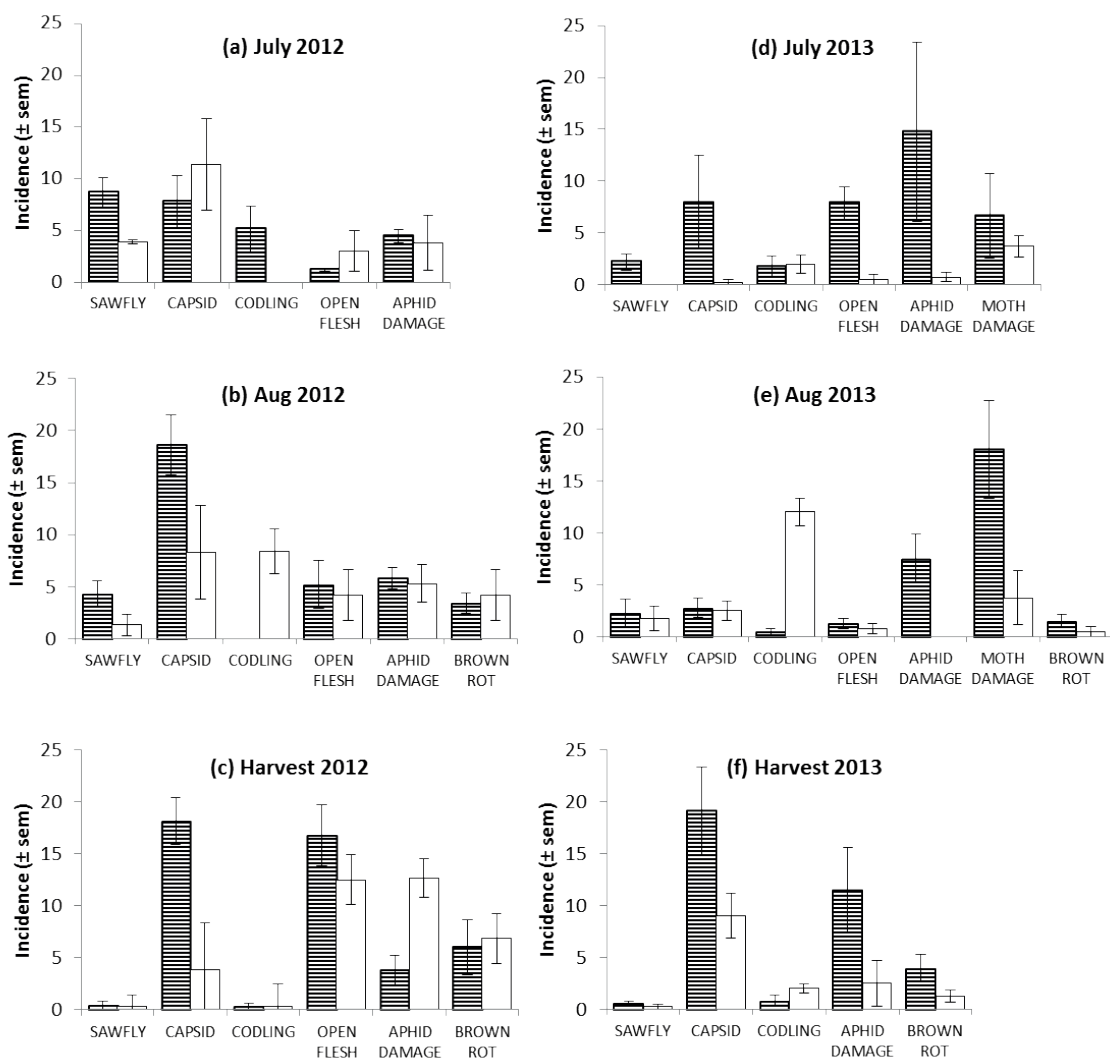 (a) July 2012
Incidence (± sem)
25
20
15
10
5
0
SAWFLY CAPSID CODLING OPEN APHID
FLESH DAMAGE
(d) July 2013
Incidence (± sem)
25
20
15
10
5
0
SAWFLY CAPSID CODLING OPEN APHID MOTH
FLESH DAMAGE DAMAGE
(b) Aug 2012
Incidence (± sem)
25
20
15
10
5
0
SAWFLY CAPSID CODLING OPEN APHID BROWN
FLESH DAMAGE ROT
(e) Aug 2013
Incidence (± sem)
25
20
15
10
5
0
SAWFLY CAPSID CODLING OPEN APHID MOTH BROWN
FLESH DAMAGE DAMAGE ROT
(c) Harvest 2012
Incidence (± sem)
25
20
15
10
5
0
SAWFLY CAPSID CODLING OPEN APHID BROWN
FLESH DAMAGE ROT
(f) Harvest 2013
Incidence (± sem)
25
20
15
10
5
0
SAWFLY CAPSID CODLING APHID BROWN
DAMAGE ROT